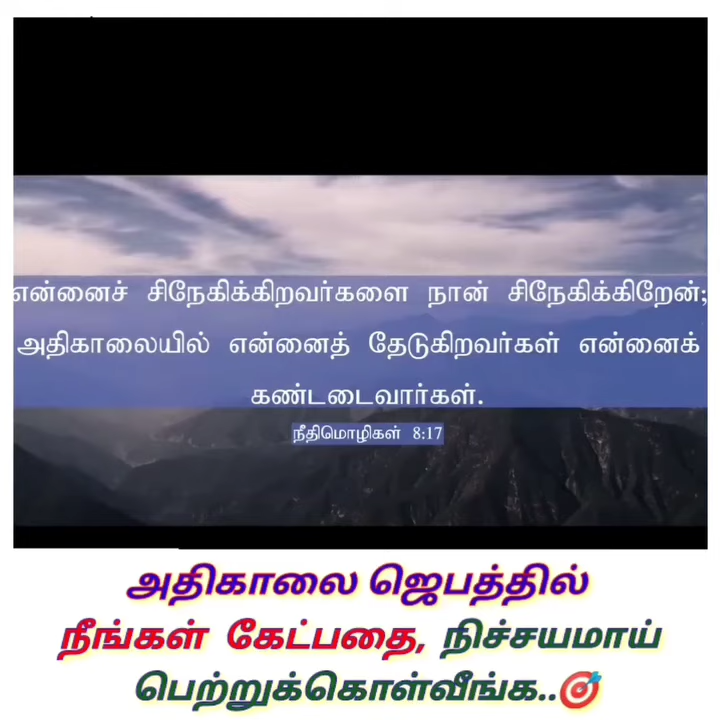 என்னைச் சிநேகிக்கிறவர்களை நான் சிநேகிக்கிறேன்;
அதிகாலையில் என்னைத் தேடுகிறவர்கள் என்னைக்
கண்டடைவார்கள்.
நீதிமொழிகள் 8:17
அதிகாலை ஜெபத்தில்
நீங்கள் கேட்பதை, நிச்சயமாய்
பெற்றுக்கொள்வீங்க..🎯